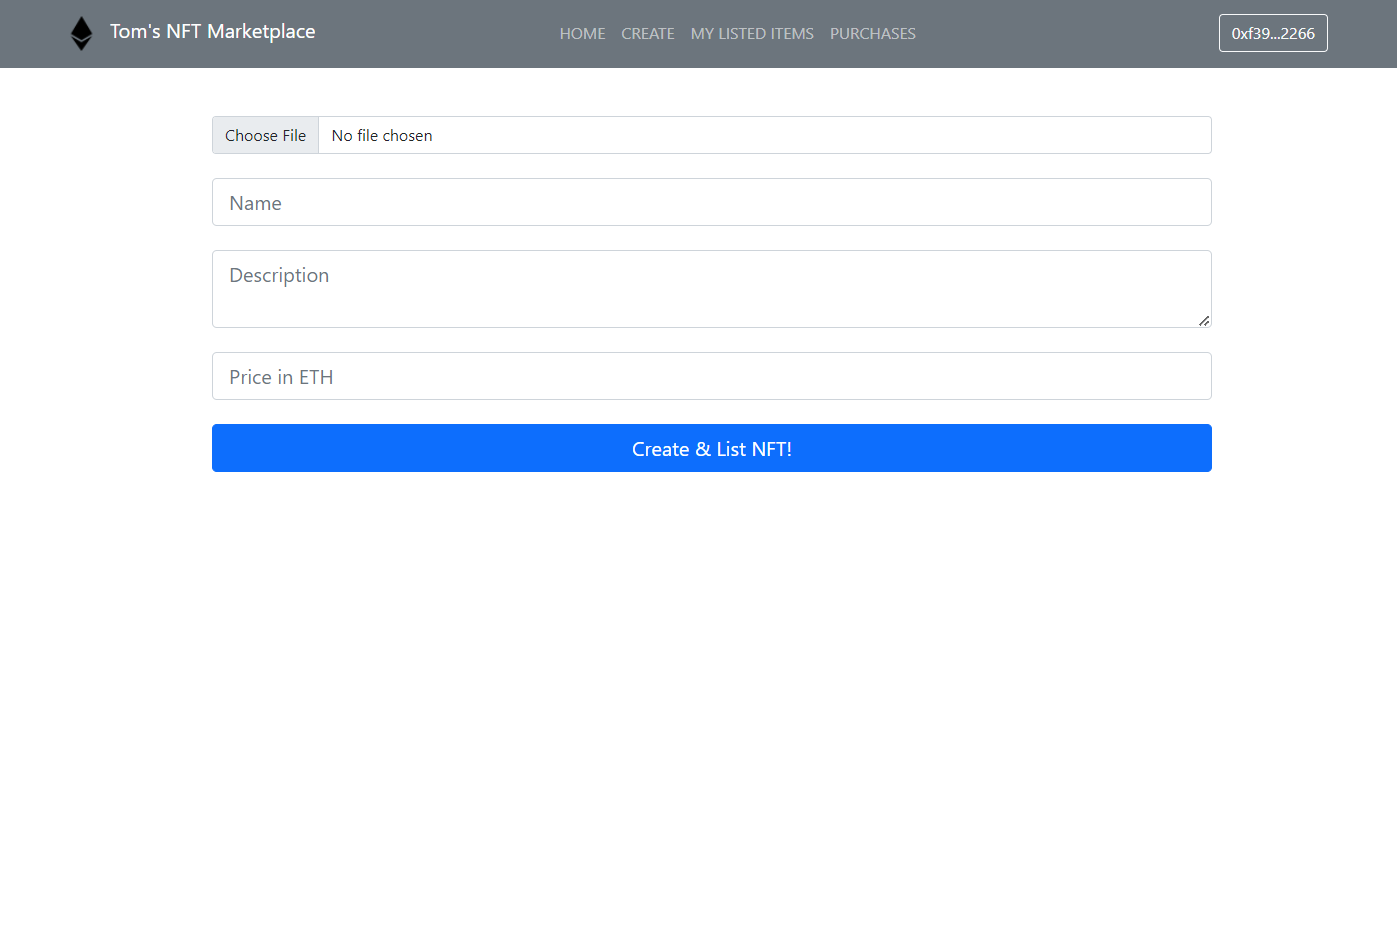 Tom's NFT Marketplace
HOME CREATE MY LISTED ITEMS PURCHASES
0xf39...2266
Choose File No file chosen
Name
Description
Price in ETH
Create & List NFT!